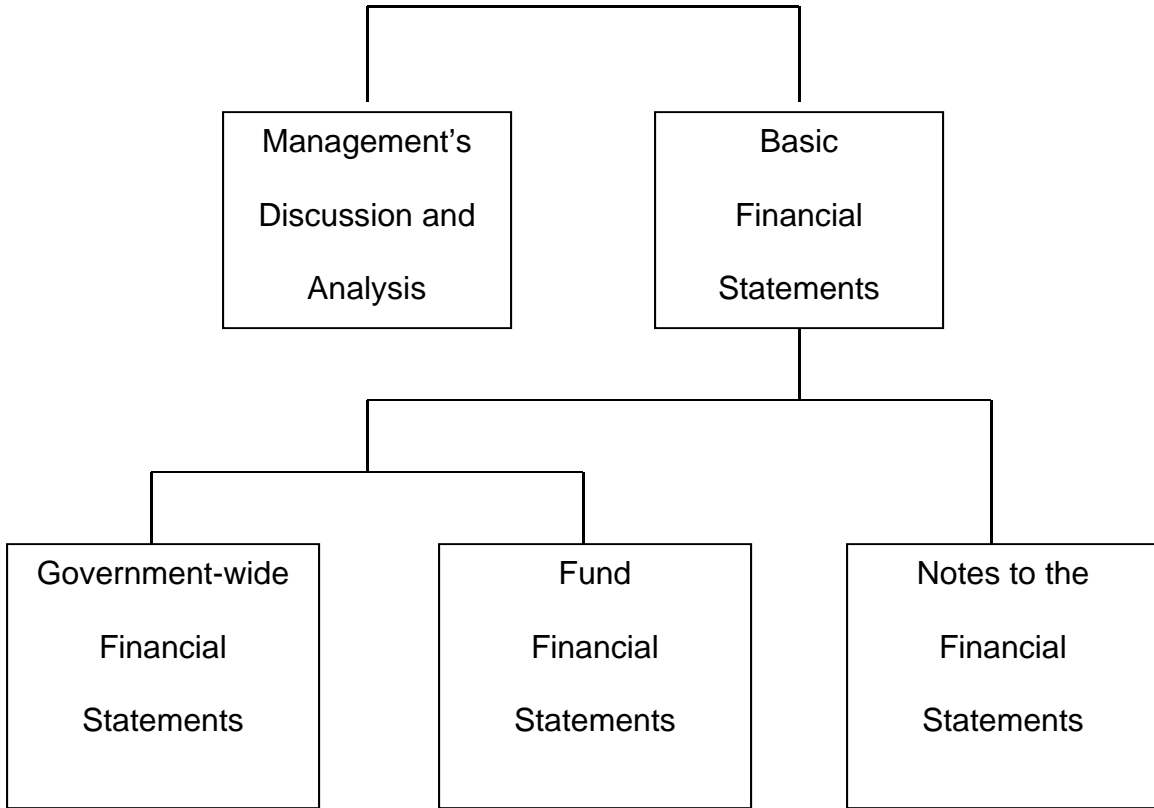 Management’s
Discussion and
Analysis
Basic
Financial
Statements
Government-wide
Financial
Statements
Fund
Financial
Statements
Notes to the
Financial
Statements